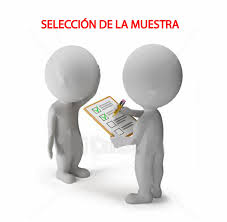 SELECCIÓN DE LA MUESTRA